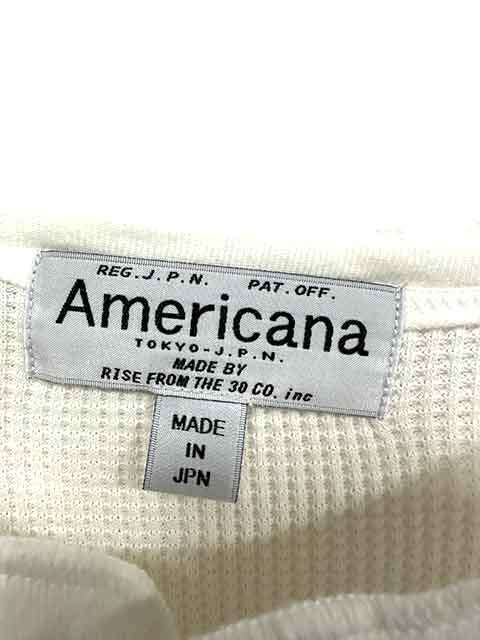 REG.J.P.N. PAT.OFF.
Americana
TOKYO-J.P.N.
MADE BY
RISE FROM THE 30 CO. inc
MADE
IN
JPN